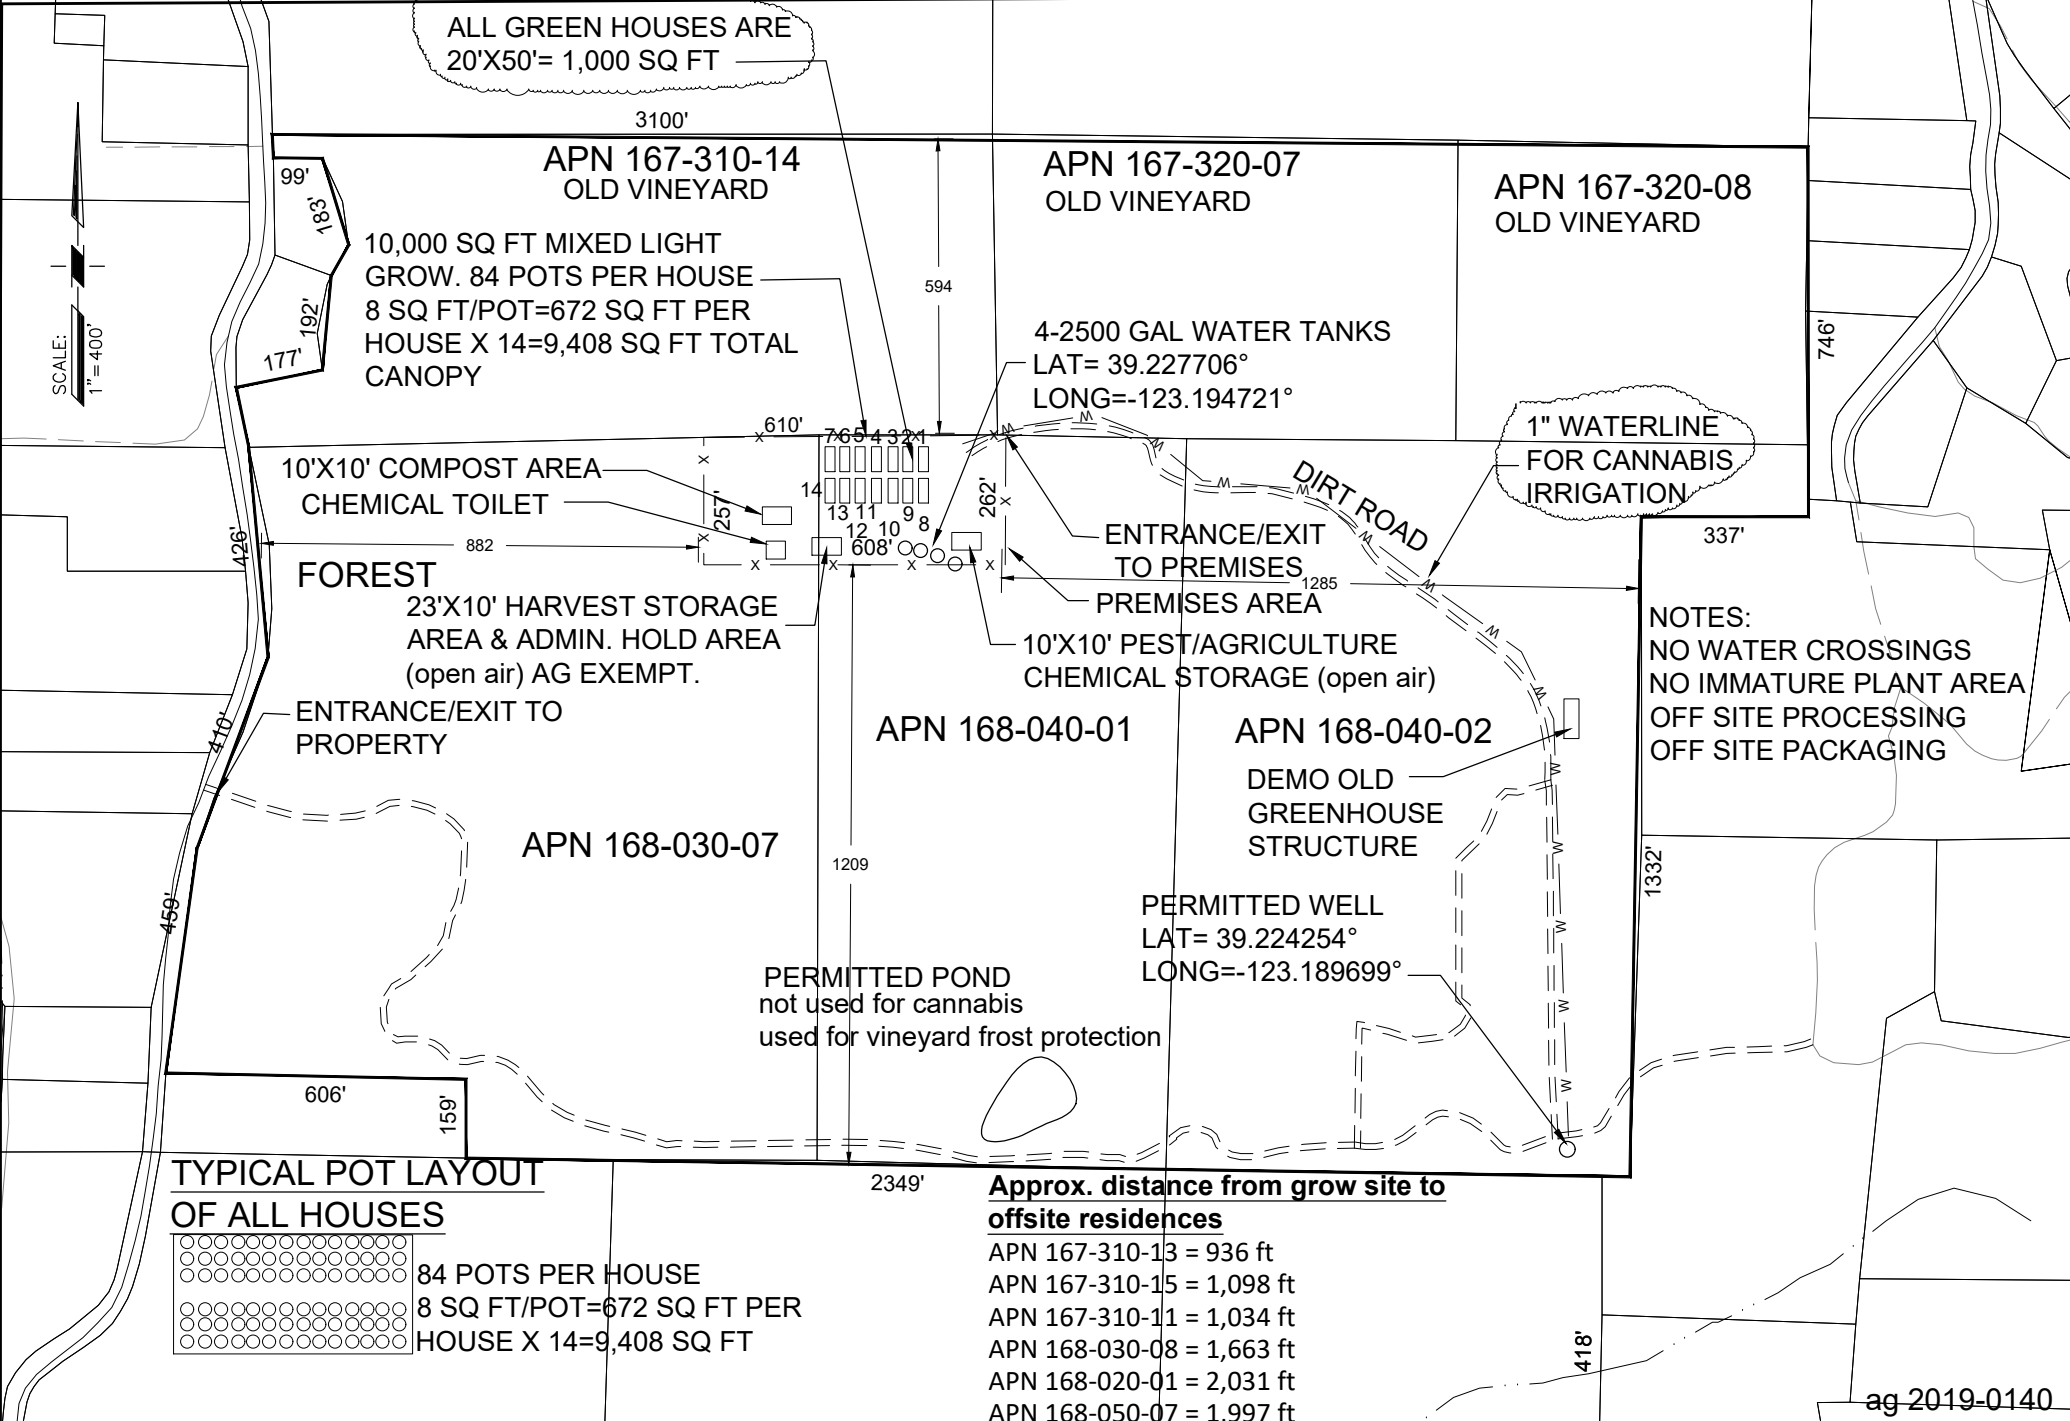 ALL GREEN HOUSES ARE
20'X50'= 1,000 SQ FT
3100'
APN 167-310-14
OLD VINEYARD
APN 167-320-07
OLD VINEYARD
APN 167-320-08
OLD VINEYARD
99'
183'
192'
177'
SCALE:
1"=400'
10,000 SQ FT MIXED LIGHT
GROW. 84 POTS PER HOUSE
8 SQ FT/POT=672 SQ FT PER
HOUSE X 14=9,408 SQ FT TOTAL
CANOPY
594
4-2500 GAL WATER TANKS
LAT= 39.227706°
LONG=-123.194721°
746'
1" WATERLINE
FOR CANNABIS
IRRIGATION
610'
7 6 5 4 3 2 1
14
13 11 9
12 10 8
608'
257'
262'
10'X10' COMPOST AREA
CHEMICAL TOILET
882
426'
FOREST
DIRT ROAD
ENTRANCE/EXIT
TO PREMISES
1285
PREMISES AREA
337'
23'X10' HARVEST STORAGE
AREA & ADMIN. HOLD AREA
(open air) AG EXEMPT.
10'X10' PEST/AGRICULTURE
CHEMICAL STORAGE (open air)
NOTES:
NO WATER CROSSINGS
NO IMMATURE PLANT AREA
OFF SITE PROCESSING
OFF SITE PACKAGING
ENTRANCE/EXIT TO
PROPERTY
410'
APN 168-040-01
APN 168-040-02
DEMO OLD
GREENHOUSE
STRUCTURE
APN 168-030-07
1209
1332'
459'
PERMITTED WELL
LAT= 39.224254°
LONG=-123.189699°
PERMITTED POND
not used for cannabis
used for vineyard frost protection
606'
159'
2349'
TYPICAL POT LAYOUT
OF ALL HOUSES
84 POTS PER HOUSE
8 SQ FT/POT=672 SQ FT PER
HOUSE X 14=9,408 SQ FT
Approx. distance from grow site to
offsite residences
APN 167-310-13 = 936 ft
APN 167-310-15 = 1,098 ft
APN 167-310-11 = 1,034 ft
APN 168-030-08 = 1,663 ft
APN 168-020-01 = 2,031 ft
APN 168-050-07 = 1,997 ft
418'
ag 2019-0140